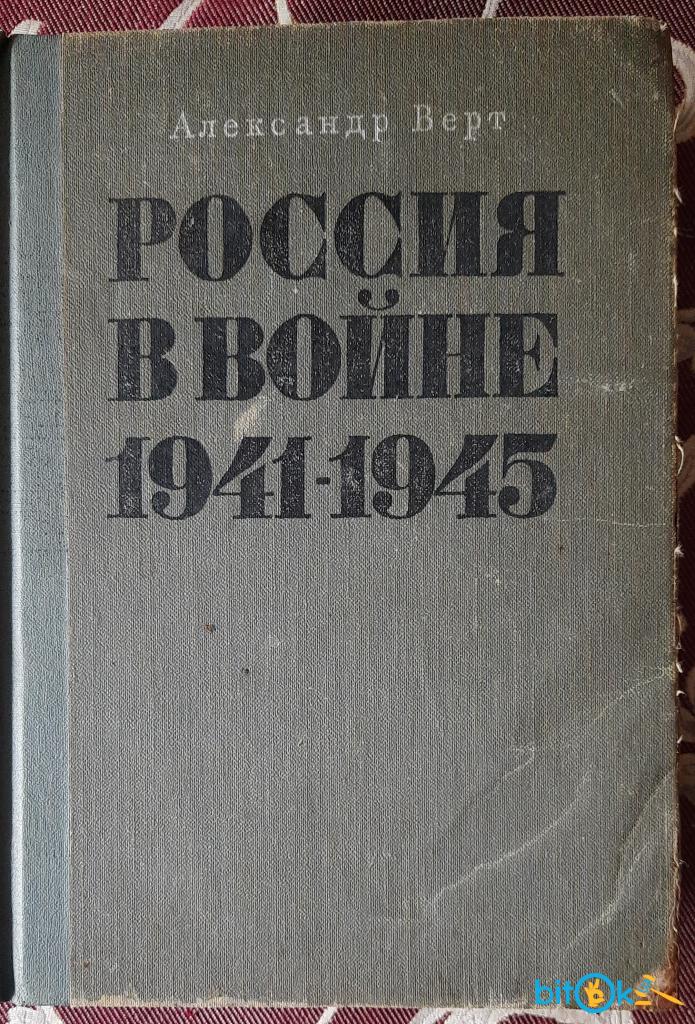 Александр Верт
РОССИЯ
В ВОЙНЕ
1941-1945
bitOk